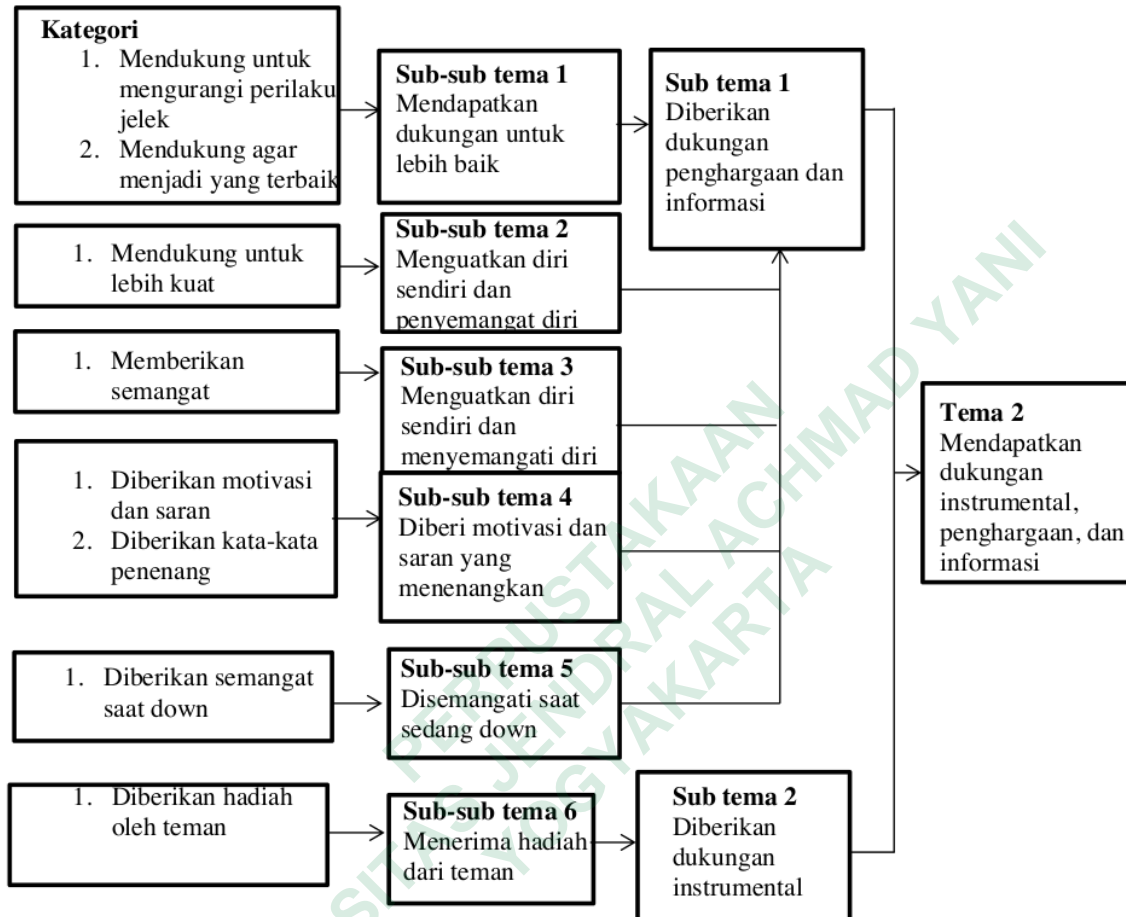 Kategori
1. Mendukung untuk
mengurangi perilaku
jelek
2. Mendukung agar
menjadi yang terbaik
Sub-sub tema 1
Mendapatkan
dukungan untuk
lebih baik
Sub tema 1
Diberikan
dukungan
penghargaan dan
informasi
1. Mendukung untuk
lebih kuat
Sub-sub tema 2
Menguatkan diri
sendiri dan
penyemangat diri
1. Memberikan
semangat
Sub-sub tema 3
Menguatkan diri
sendiri dan
menyemangati diri
1. Diberikan motivasi
dan saran
2. Diberikan kata-kata
penenang
Sub-sub tema 4
Diberi motivasi dan
saran yang
menenangkan
Tema 2
Mendapatkan
dukungan
instrumental,
penghargaan, dan
informasi
1. Diberikan semangat
saat down
Sub-sub tema 5
Disemangati saat
sedang down
1. Diberikan hadiah
oleh teman
Sub-sub tema 6
Menerima hadiah
dari teman
Sub tema 2
Diberikan
dukungan
instrumental
PERPUSTAKAAN
SITAS JENDRAL ACHMAD YANI
YOGYAKARTA